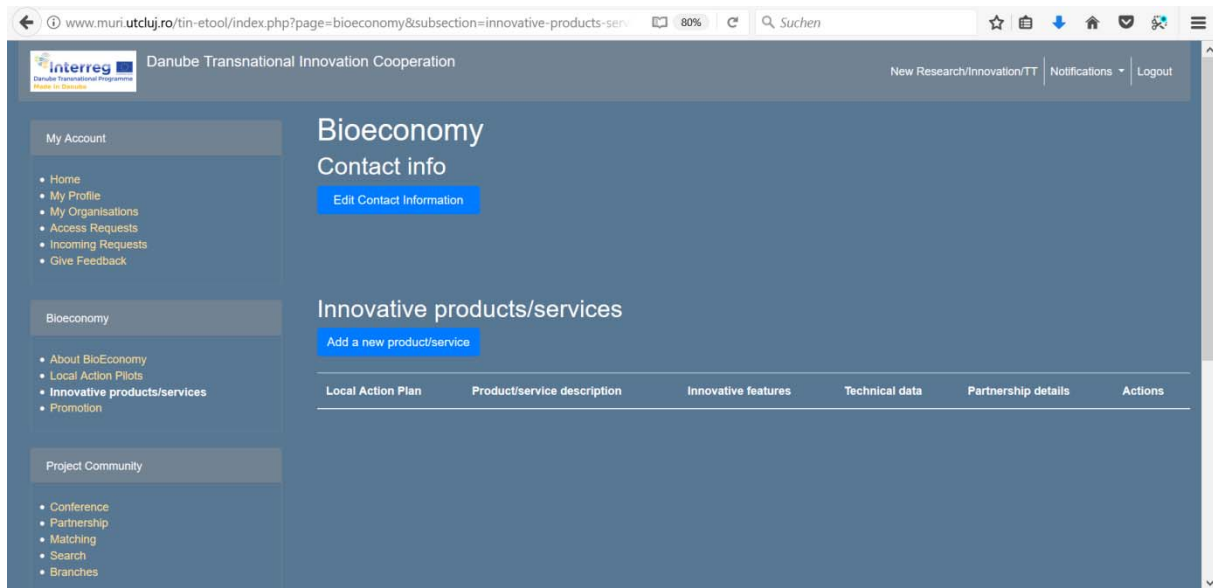 www.muri.utcluj.ro/tin-etool/index.php?page=bioeconomy&subsection=innovative-products-serv
80%
Suchen
Interreg
Danube Transnational Programme
Made in Danube
Danube Transnational Innovation Cooperation
New Research/Innovation/TT
Notifications
Logout
My Account
Home
My Profile
My Organisations
Access Requests
Incoming Requests
Give Feedback
Bioeconomy
About BioEconomy
Local Action Pilots
Innovative products/services
Promotion
Project Community
Conference
Partnership
Matching
Search
Branches
Bioeconomy
Contact info
Edit Contact Information
Innovative products/services
Add a new product/service
Local Action Plan Product/service description Innovative features Technical data Partnership details Actions